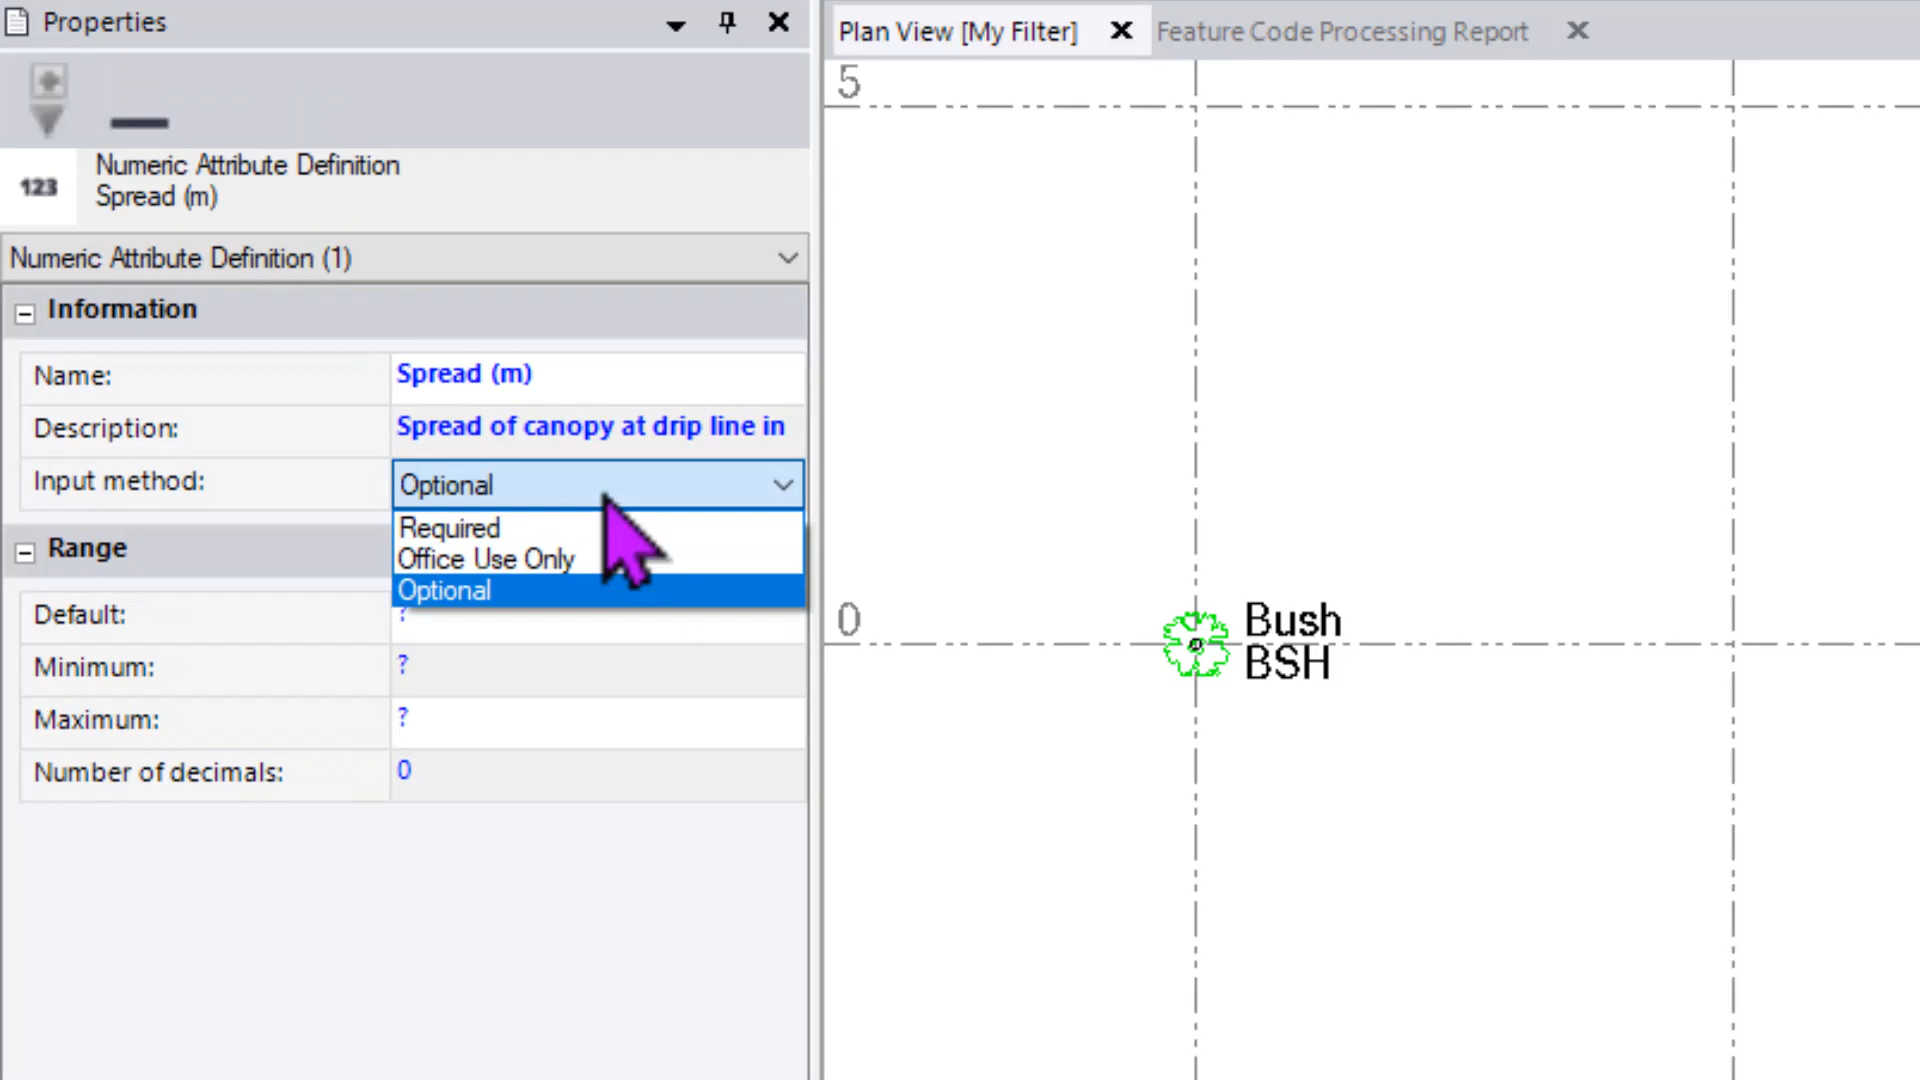 Properties
123
Numeric Attribute Definition
Spread (m)
Numeric Attribute Definition (1)
Information
Name: Spread (m)
Description: Spread of canopy at drip line in
Input method: Optional
Required
Office Use Only
Optional
Range
Default: ?
Minimum: ?
Maximum: ?
Number of decimals: 0
Plan View [My Filter]
Feature Code Processing Report
5
0
Bush
BSH